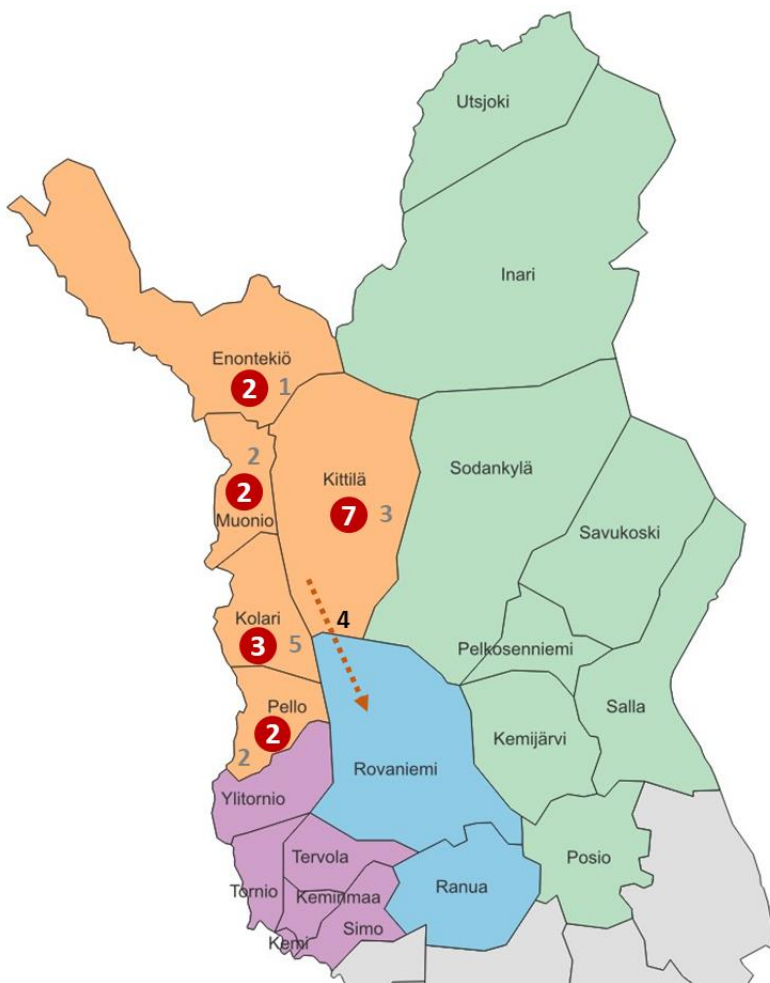 Utsjoki
Inari
Enontekiö
2 1
2
2
Muonio
Kittilä
7 3
Sodankylä
Savukoski
Kolari
3 5
4
Pelkosenniemi
Pello
2
2
Salla
Kemijärvi
Rovaniemi
Ylitornio
Tervola
Posio
Tornio
Keminmaa
Ranua
Simo
Kemi